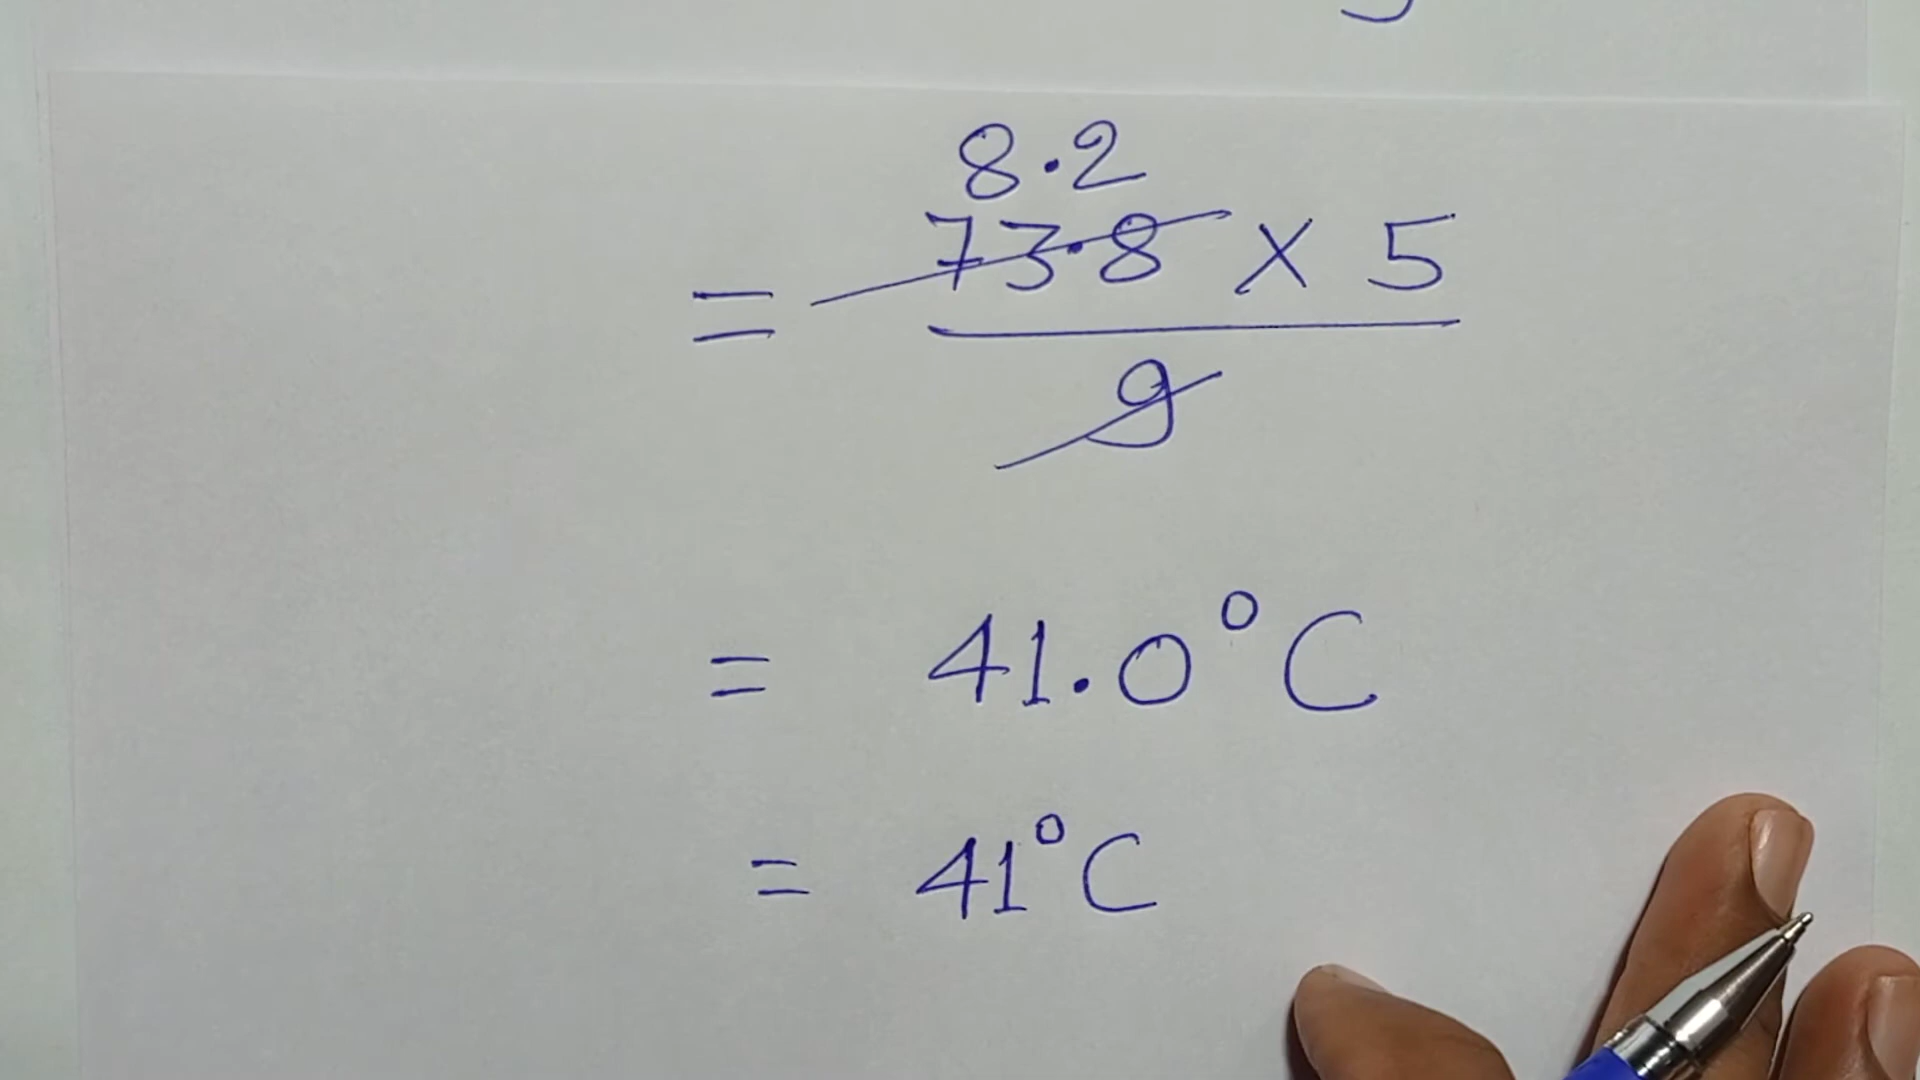 8.2
= 73.8 X 5
9
= 41.0°C
= 41°C